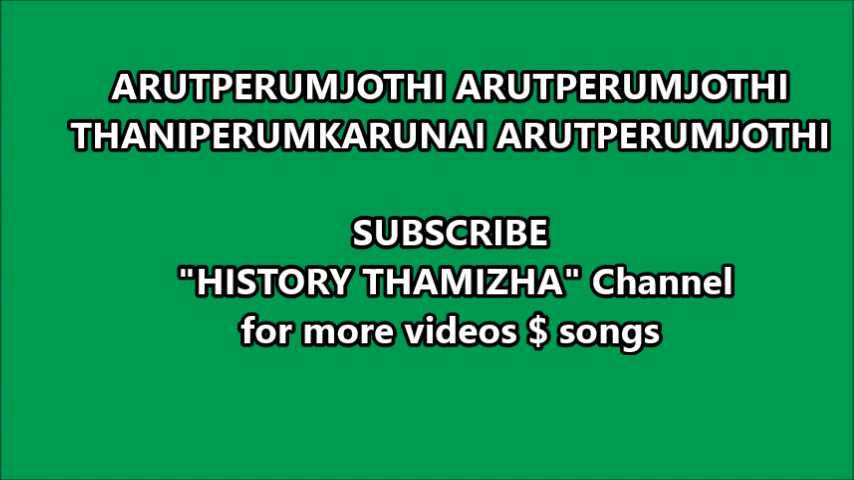 ARUTPERUMJOTHI ARUTPERUMJOTHI
THANIPERUMKARUNAI ARUTPERUMJOTHI
SUBSCRIBE
"HISTORY THAMIZHA" Channel
for more videos $ songs